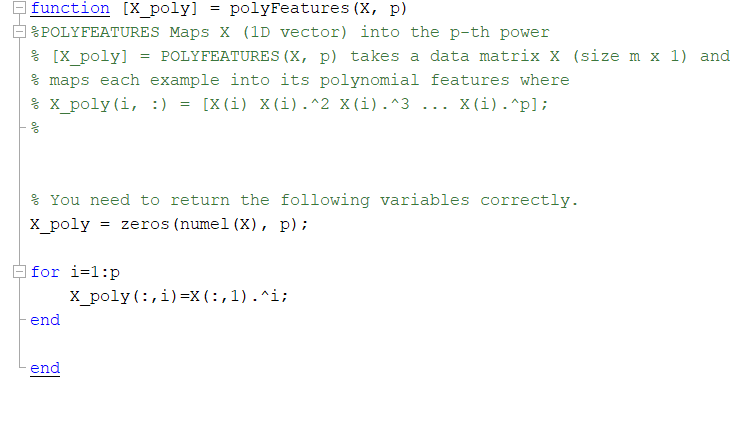 function [X_poly] = polyFeatures(X, p)
%POLYFEATURES Maps X (1D vector) into the p-th power
% [X_poly] = POLYFEATURES(X, p) takes a data matrix X (size m x 1) and
% maps each example into its polynomial features where
% X_poly(i, :) = [X(i) X(i).^2 X(i).^3 ... X(i).^p];
%
% You need to return the following variables correctly.
X_poly = zeros(numel(X), p);
for i=1:p
X_poly(:,i)=X(:,1).^i;
end
end